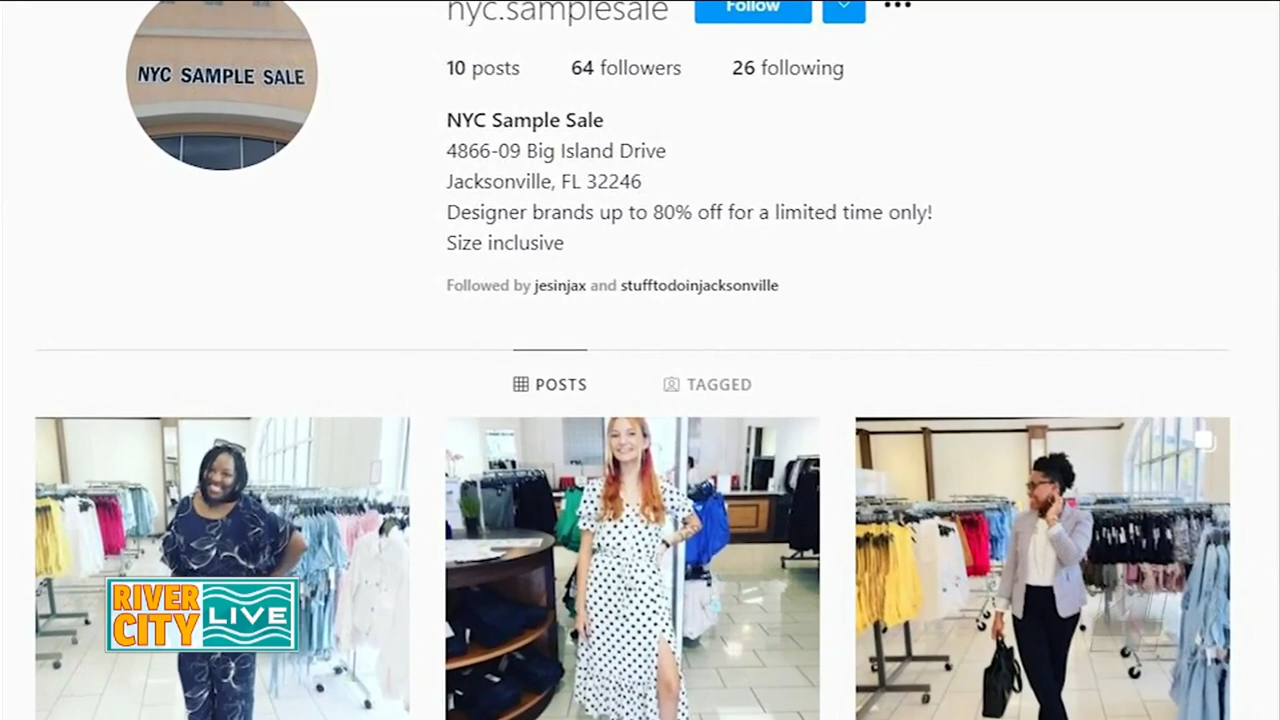 nyc.samplesale Follow
NYC SAMPLE SALE
10 posts 64 followers 26 following
NYC Sample Sale
4866-09 Big Island Drive
Jacksonville, FL 32246
Designer brands up to 80% off for a limited time only!
Size inclusive
Followed by jesinjax and stufftodoinjacksonville
POSTS TAGGED
RIVER
CITY LIVE